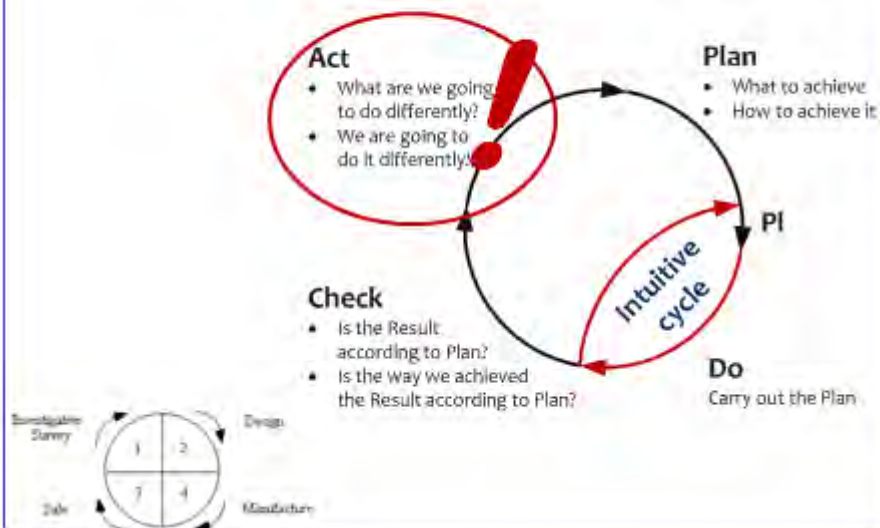 Act
• What are we going
to do differently?
• We are going to
do it differently!
Plan
• What to achieve
• How to achieve it
Pl
Intuitive
cycle
Check
• Is the Result
according to Plan?
• Is the way we achieved
the Result according to Plan?
Do
Carry out the Plan
Survey
Design
1
2
3
4
Sale
Manufacture